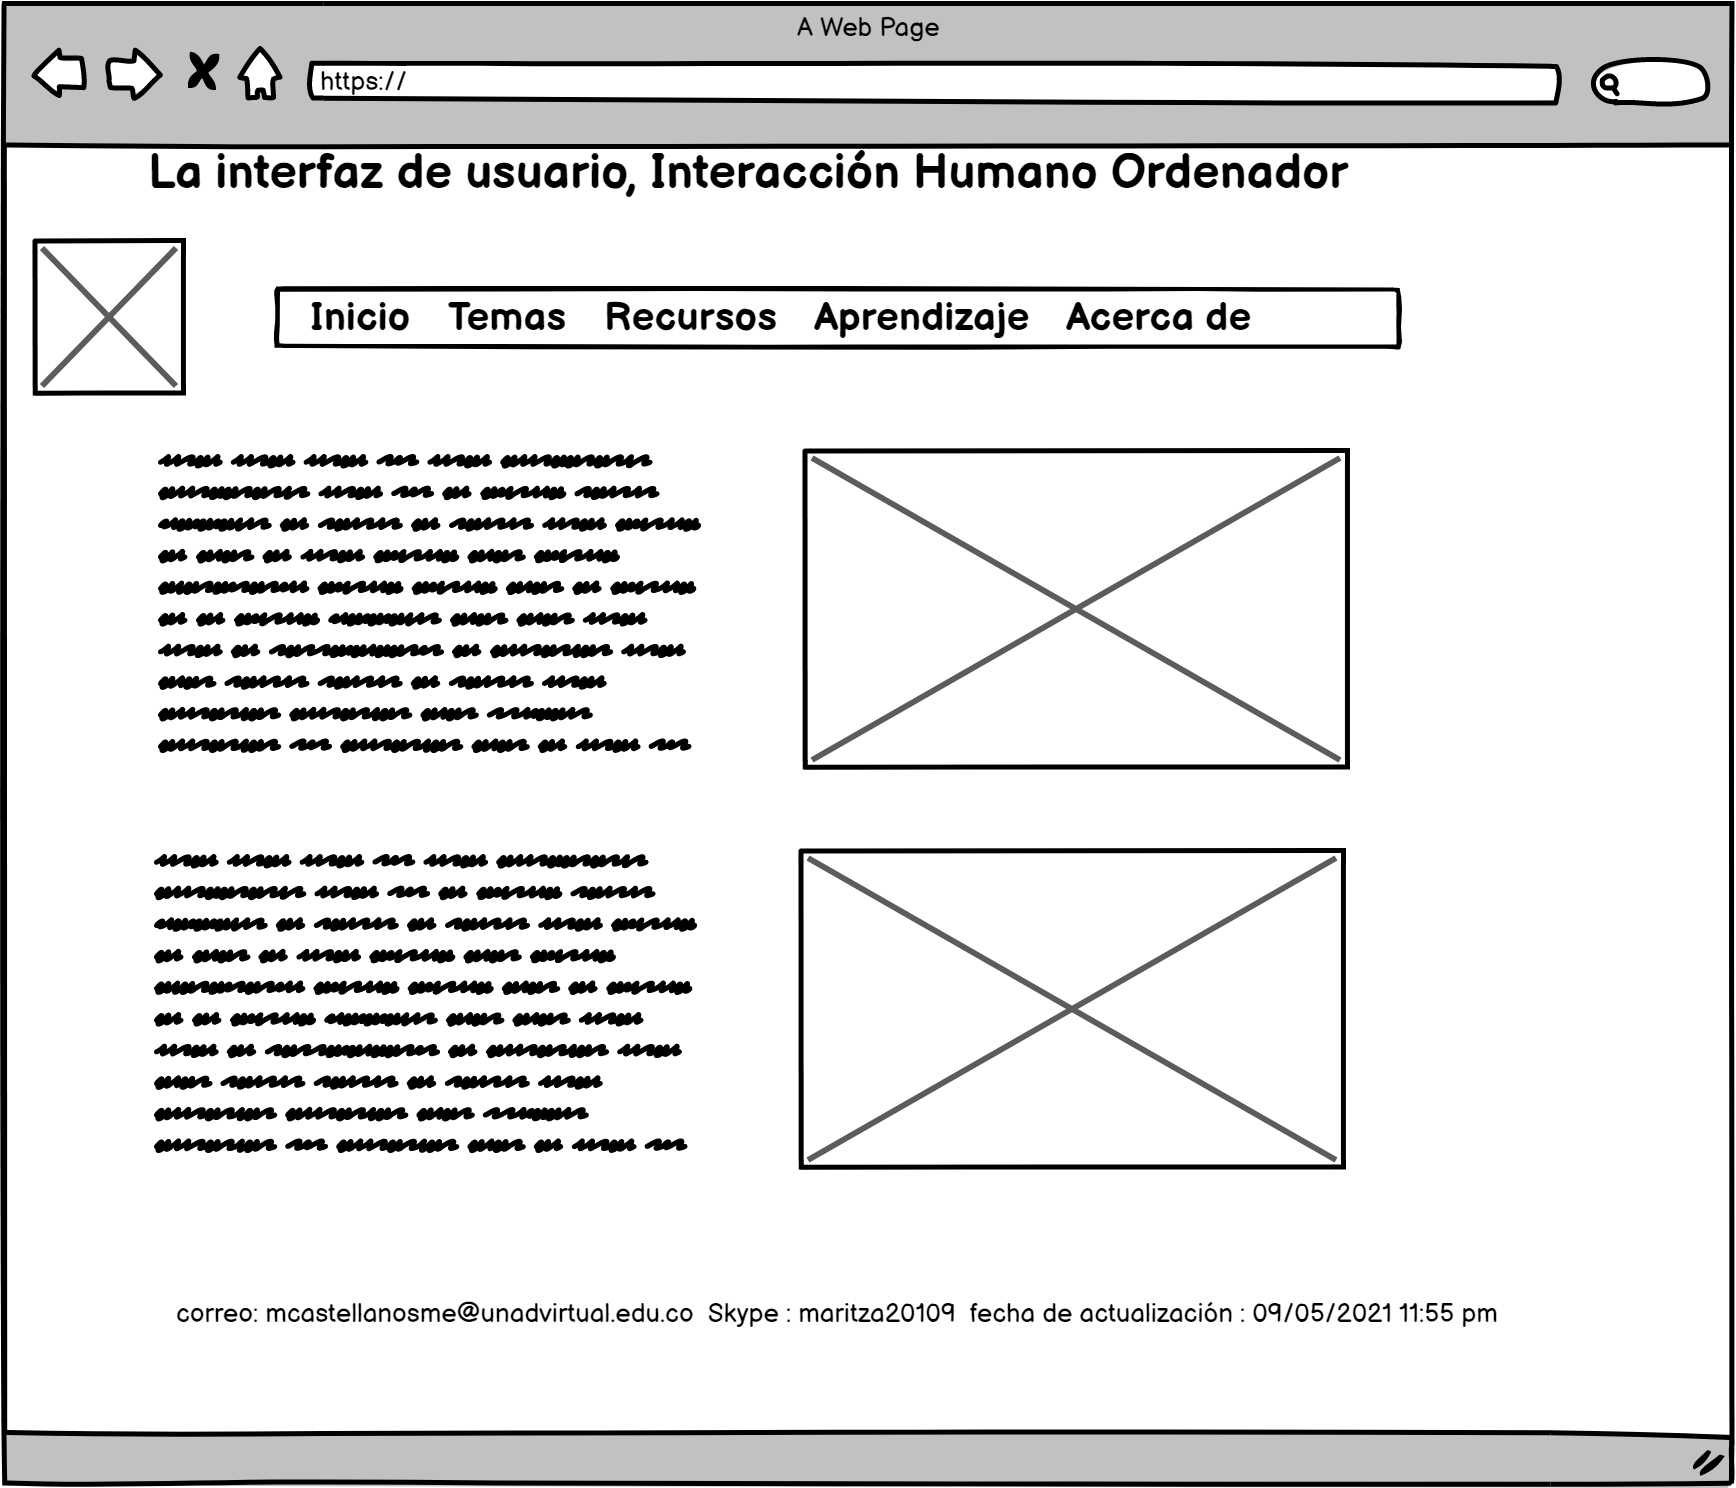 A Web Page
https://
La interfaz de usuario, Interacción Humano Ordenador
Inicio Temas Recursos Aprendizaje Acerca de
correo: mcastellanosme@unadvirtual.edu.co Skype : maritza20109 fecha de actualización : 09/05/2021 11:55 pm